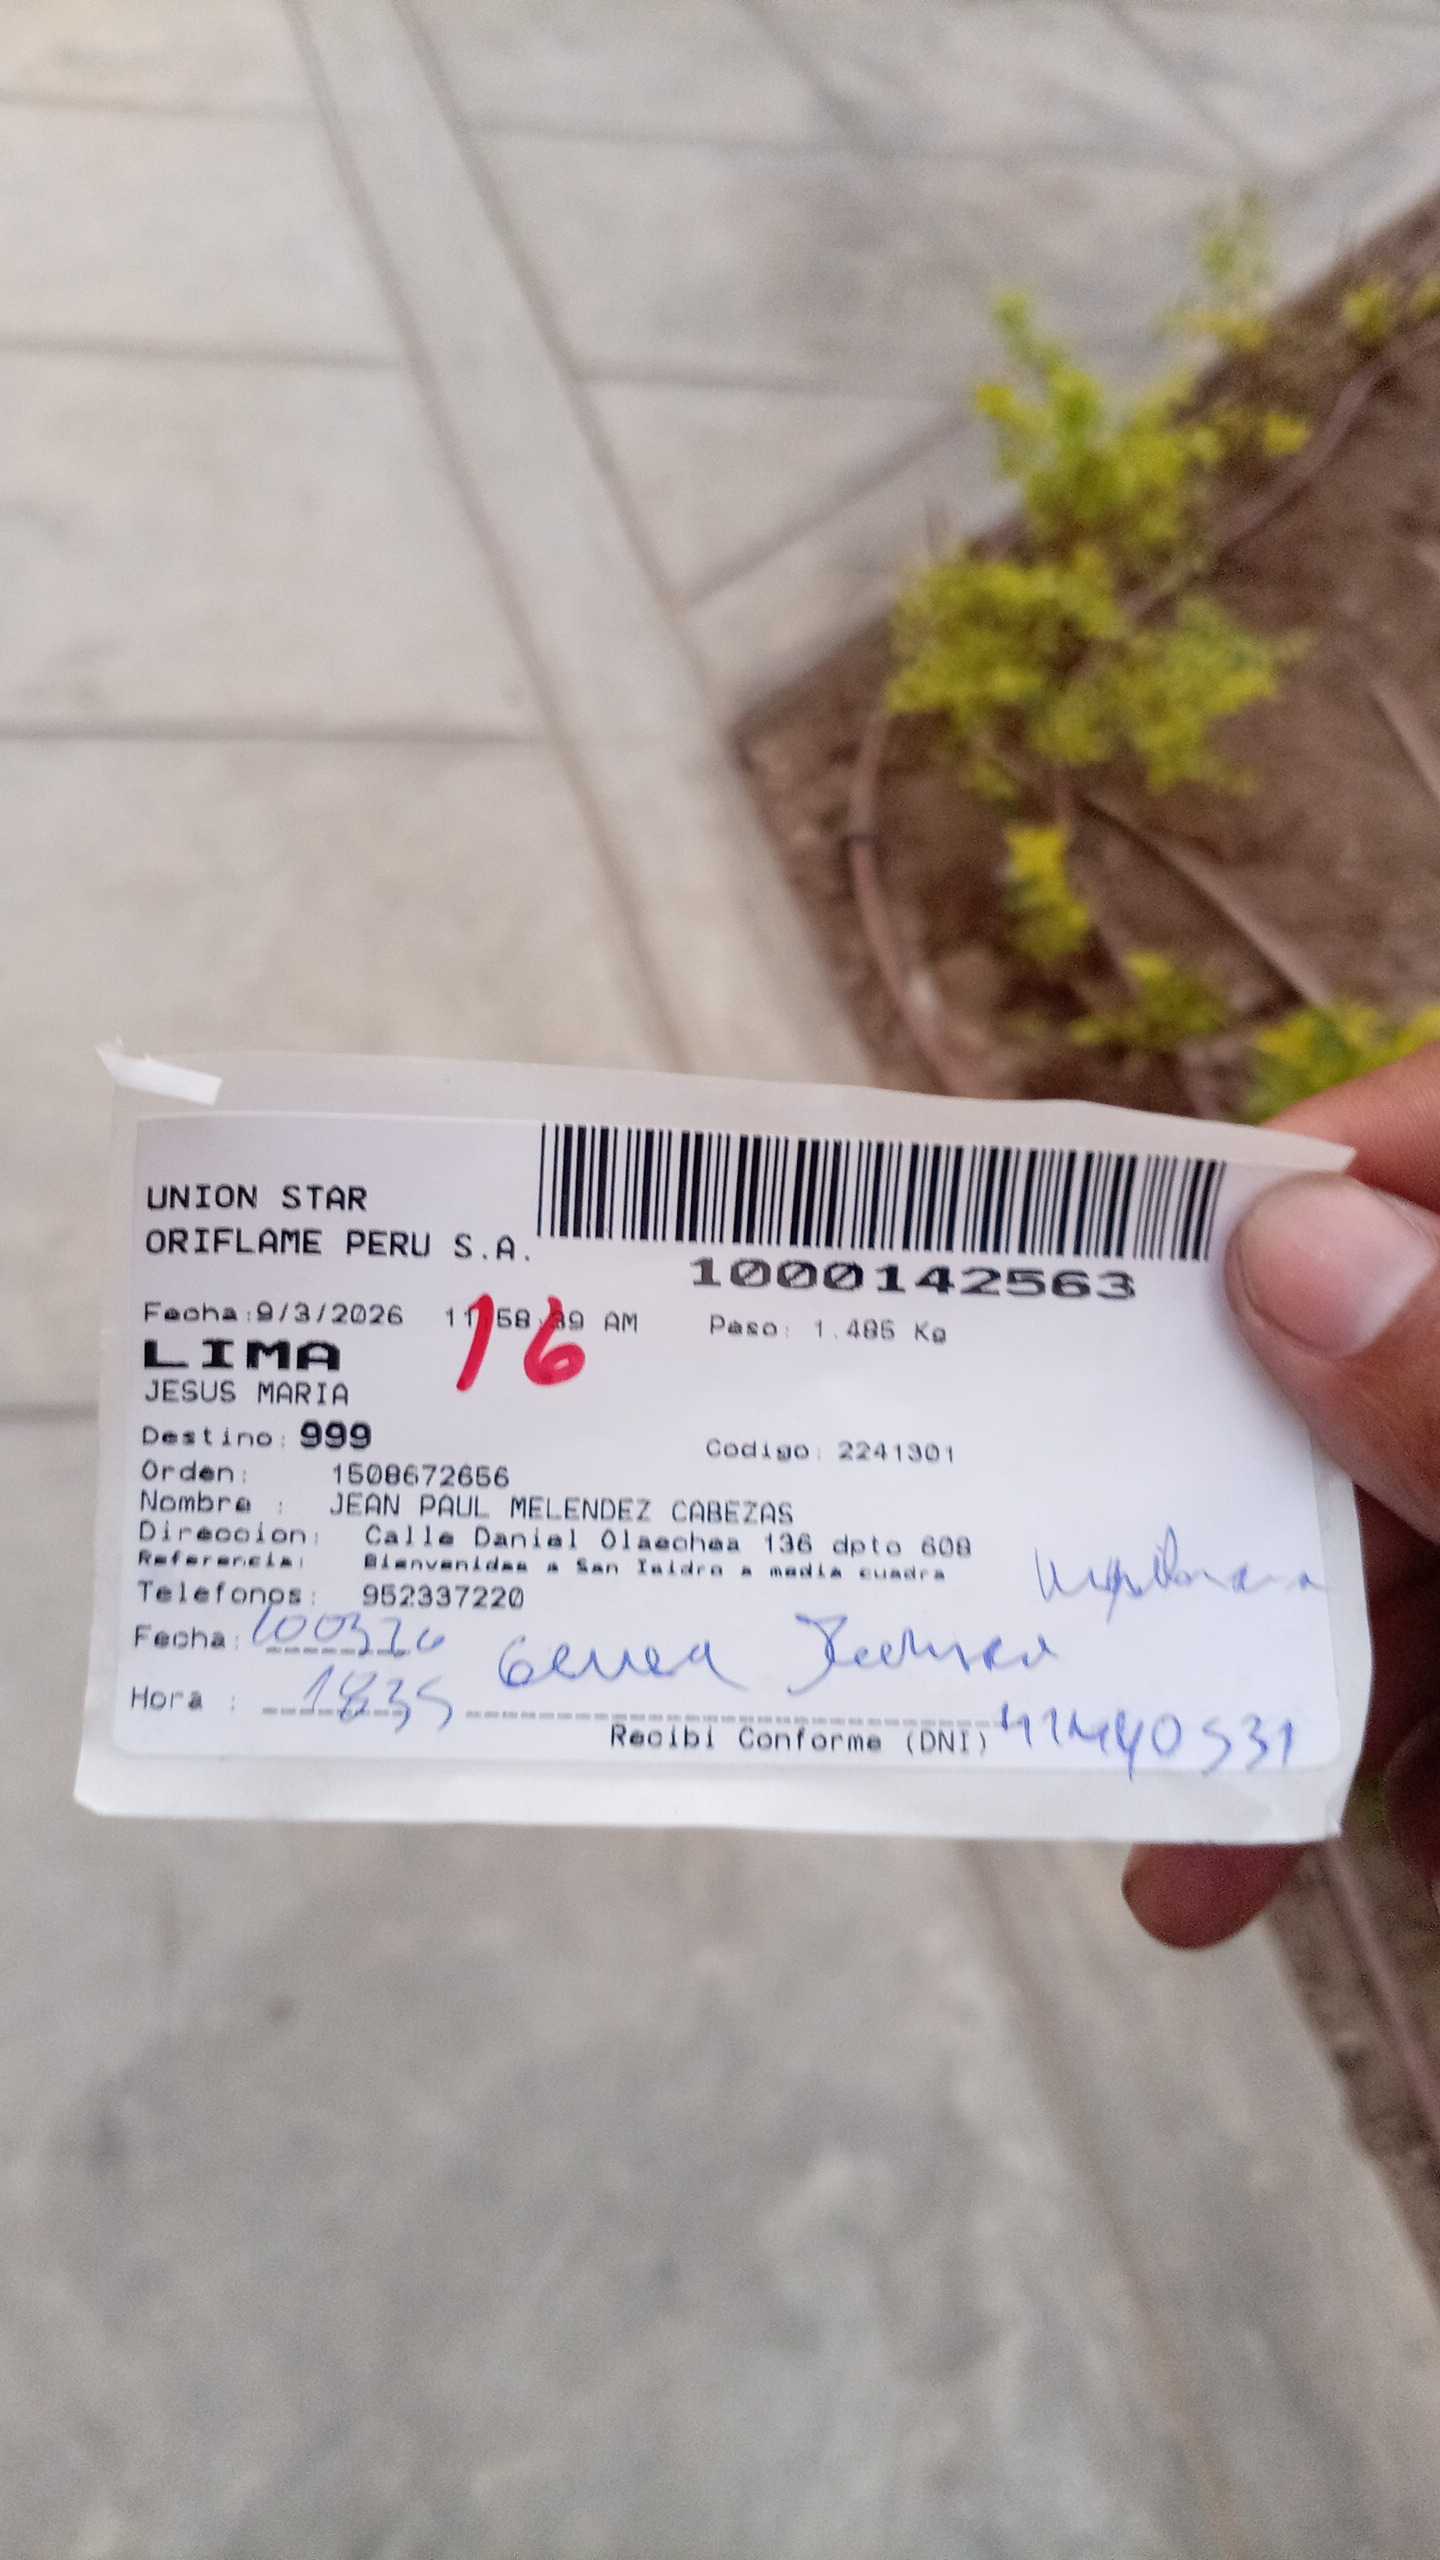 UNION STAR
ORIFLAME PERU S.A.
1000142563
Fecha:9/3/2026 11:58:39 AM Peso: 1.485 Kg
16
LIMA
JESUS MARIA
Destino: 999 Codigo: 2241301
Orden: 1508672656
Nombre : JEAN PAUL MELENDEZ CABEZAS
Direccion: Calle Daniel Olaechea 136 dpto 608
Referencia: Bienvenidas a San Isidro a media cuadra
Telefonos: 952337220
Fecha: 100326
Hora : 1835
Recibi Conforme (DNI)